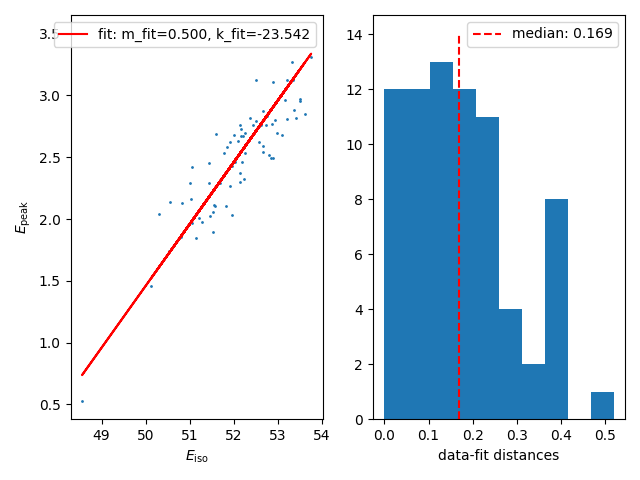 fit: m_fit=0.500, k_fit=-23.542
3.5
3.0
2.5
2.0
1.5
1.0
0.5
E_peak
49 50 51 52 53 54
E_iso
median: 0.169
14
12
10
8
6
4
2
0
0.0 0.1 0.2 0.3 0.4 0.5
data-fit distances